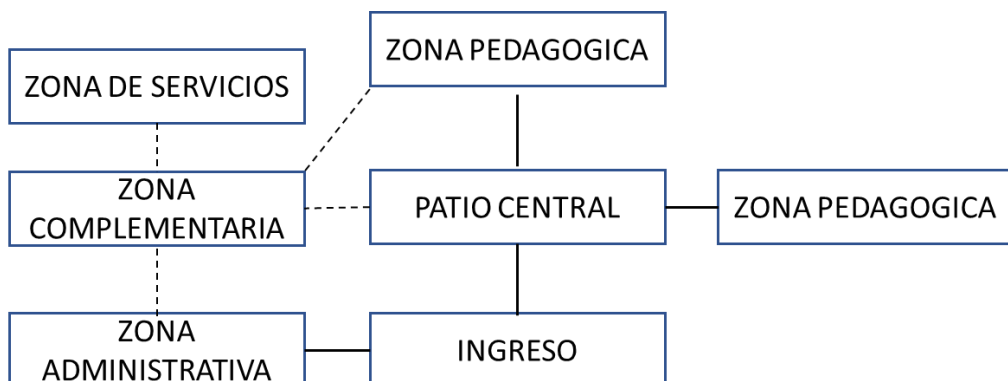 ZONA PEDAGOGICA
ZONA DE SERVICIOS
ZONA
COMPLEMENTARIA
PATIO CENTRAL
ZONA PEDAGOGICA
ZONA
ADMINISTRATIVA
INGRESO